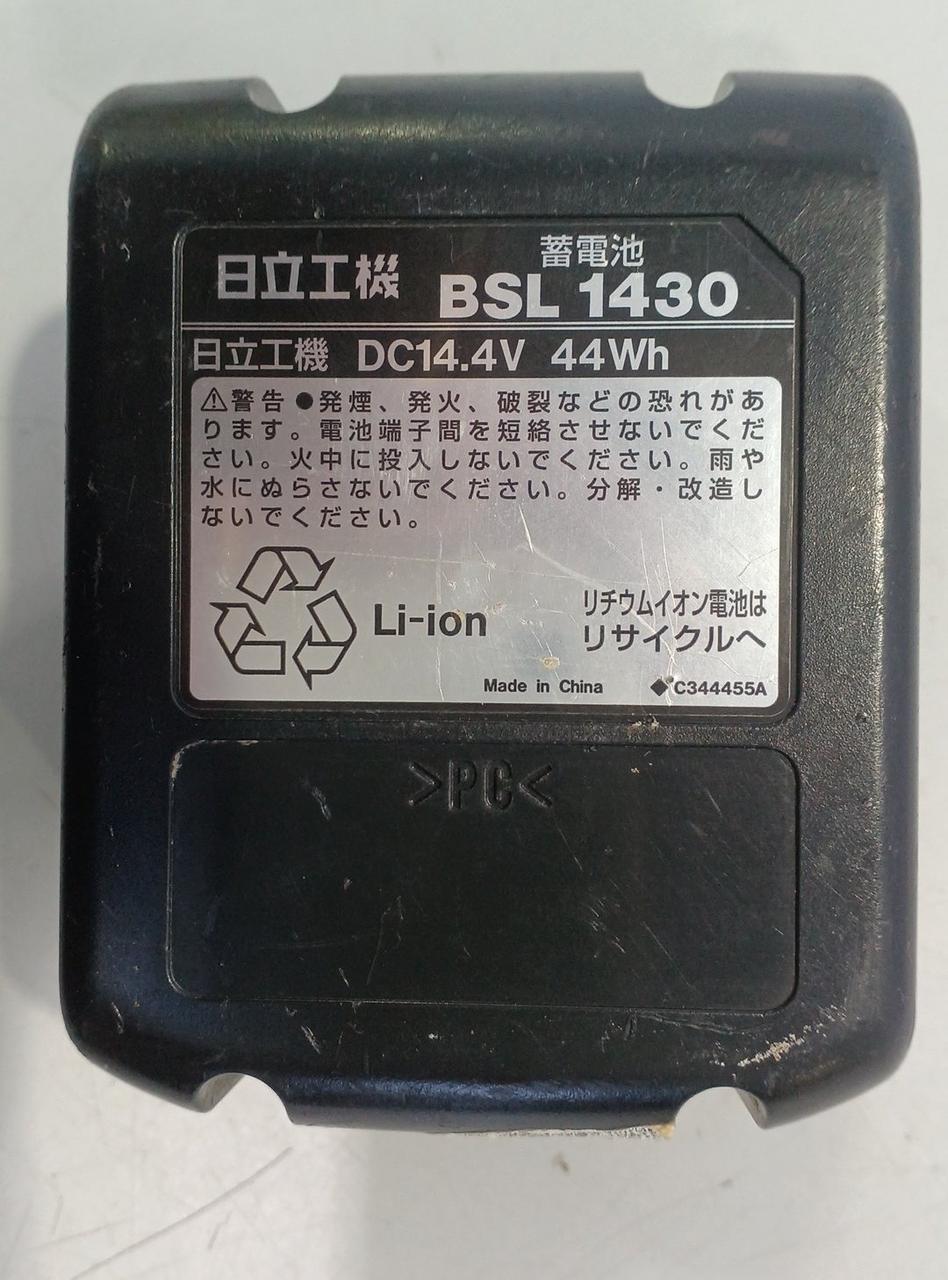 日立工機
蓄電池
BSL 1430
日立工機 DC14.4V 44Wh
⚠警告 ●発煙、発火、破裂などの恐れがあ
ります。電池端子間を短絡させないでくだ
さい。火中に投入しないでください。雨や
水にぬらさないでください。分解・改造し
ないでください。
Li-ion
リチウムイオン電池は
リサイクルへ
Made in China ◆C344455A
>PC<